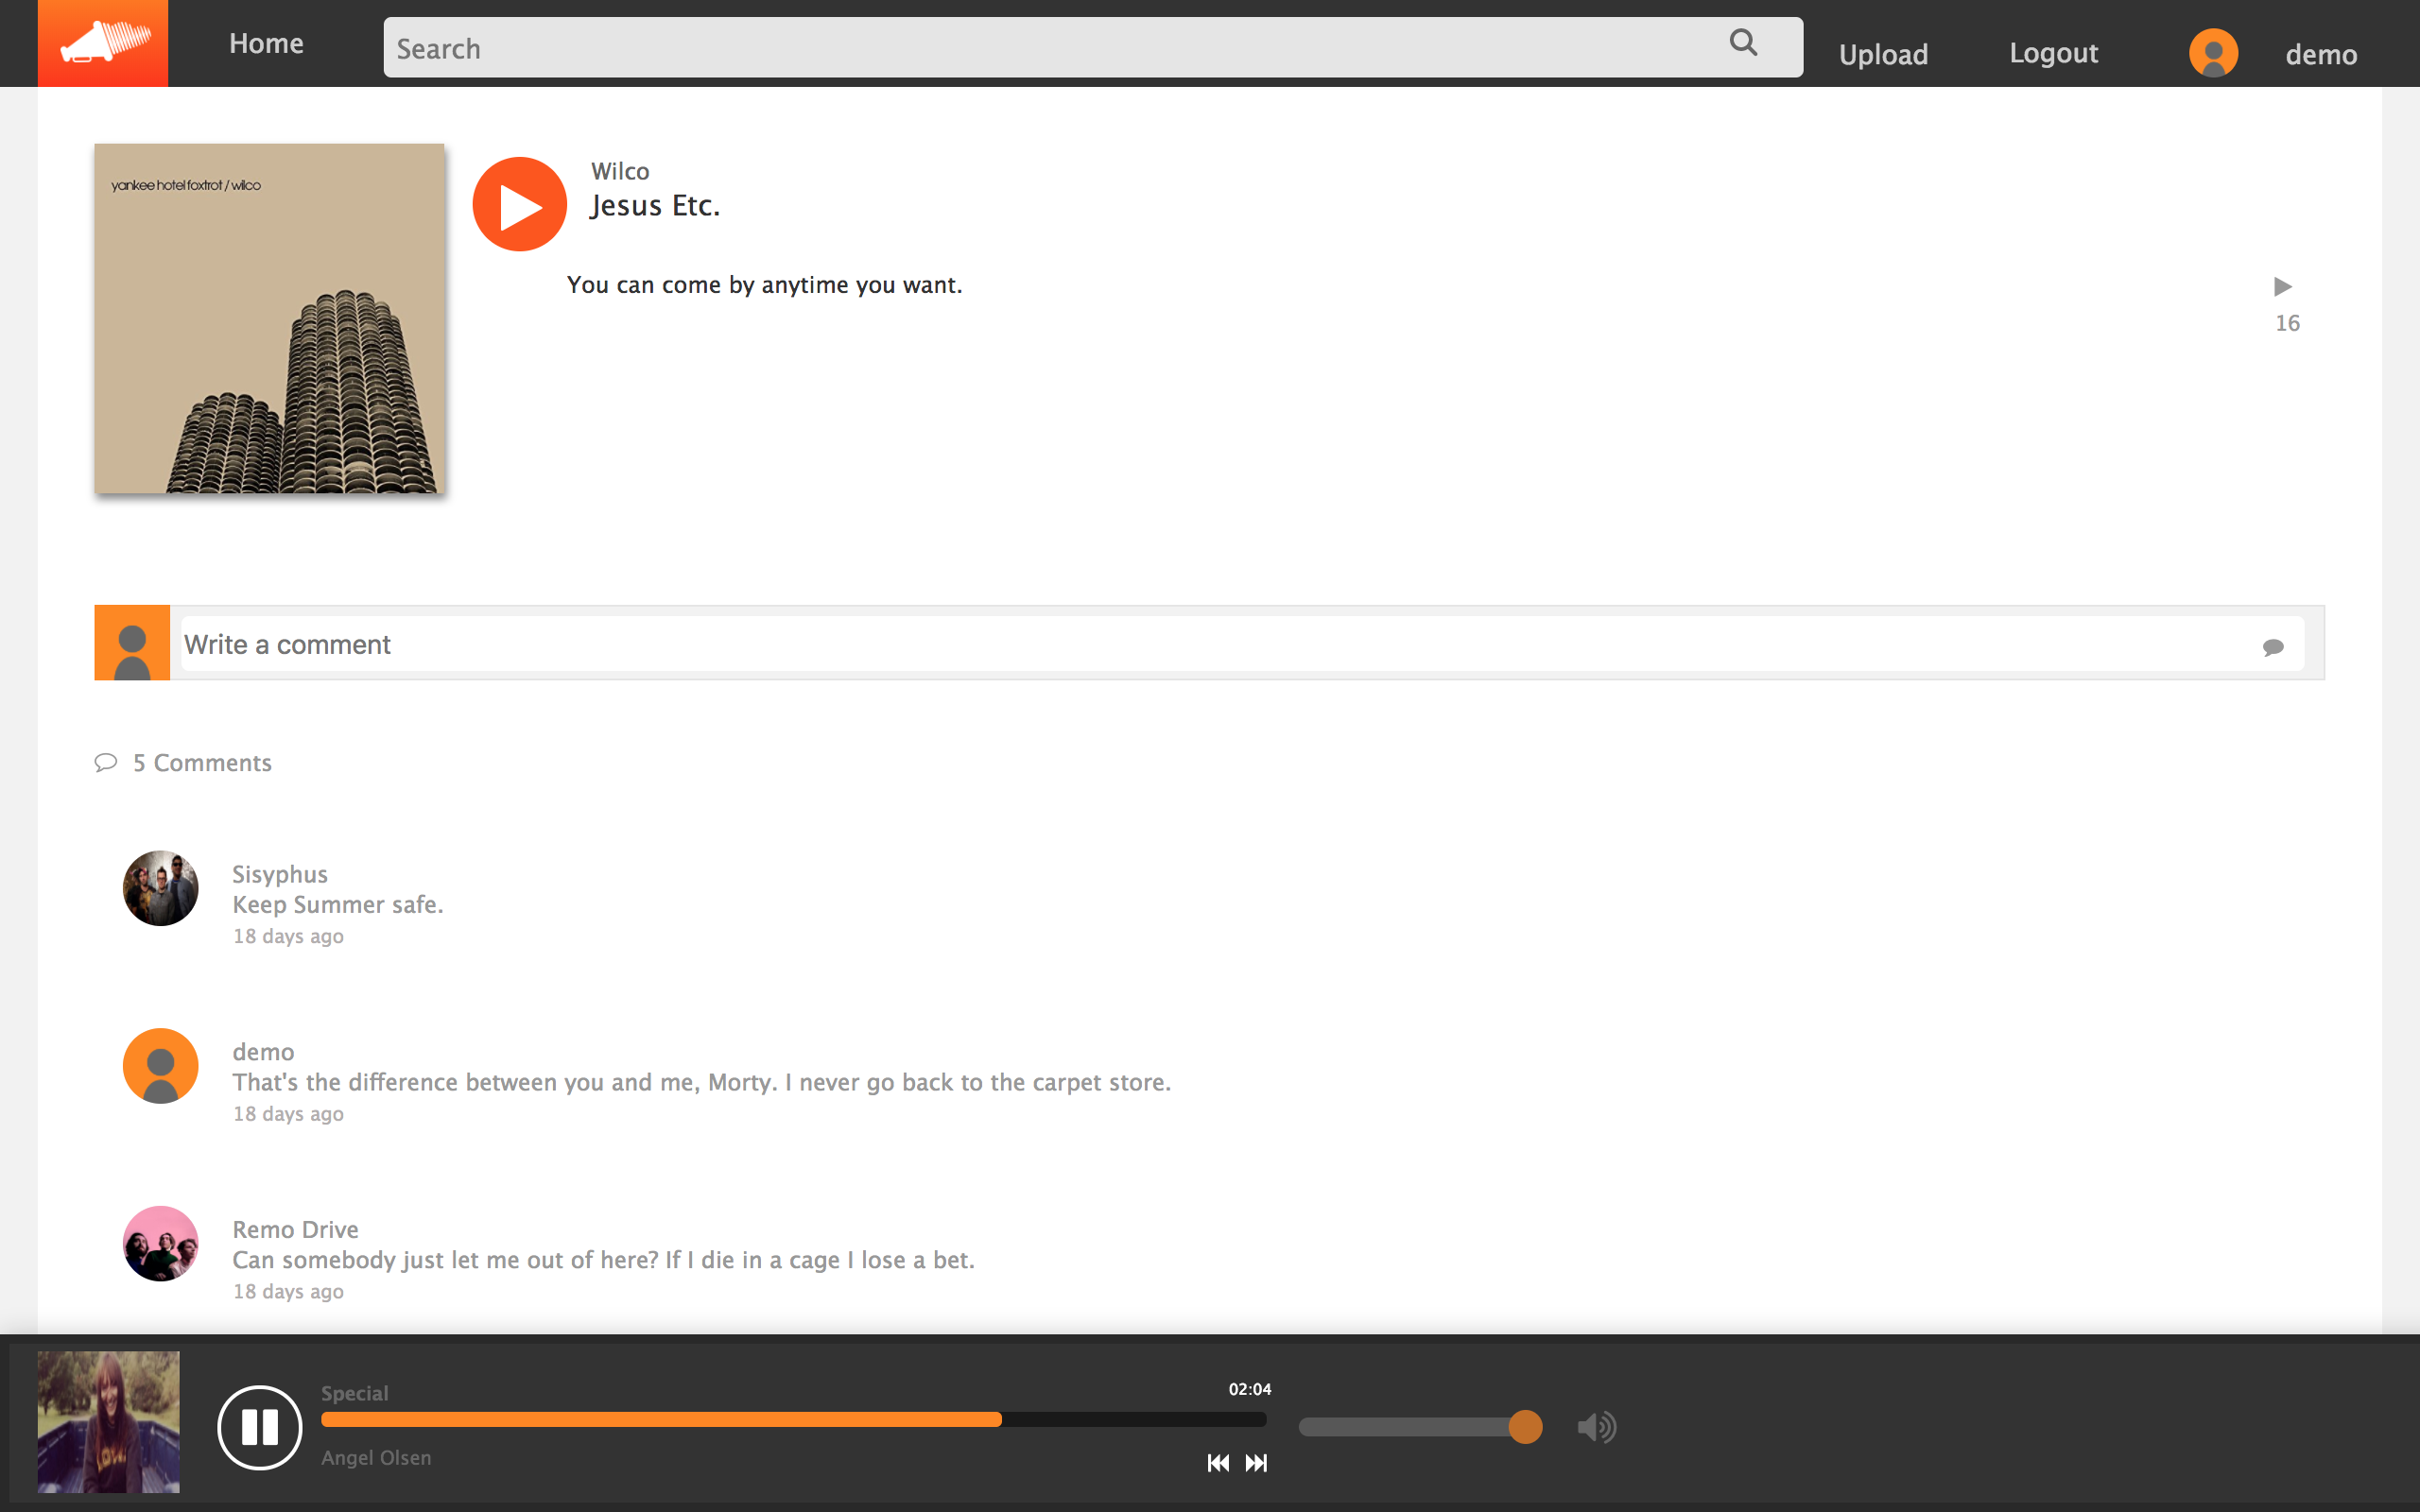 Home
Search
Upload
Logout
demo
yankee hotel foxtrot / wilco
Wilco
Jesus Etc.
You can come by anytime you want.
16
Write a comment
5 Comments
Sisyphus
Keep Summer safe.
18 days ago
demo
That's the difference between you and me, Morty. I never go back to the carpet store.
18 days ago
Remo Drive
Can somebody just let me out of here? If I die in a cage I lose a bet.
18 days ago
Special
02:04
Angel Olsen